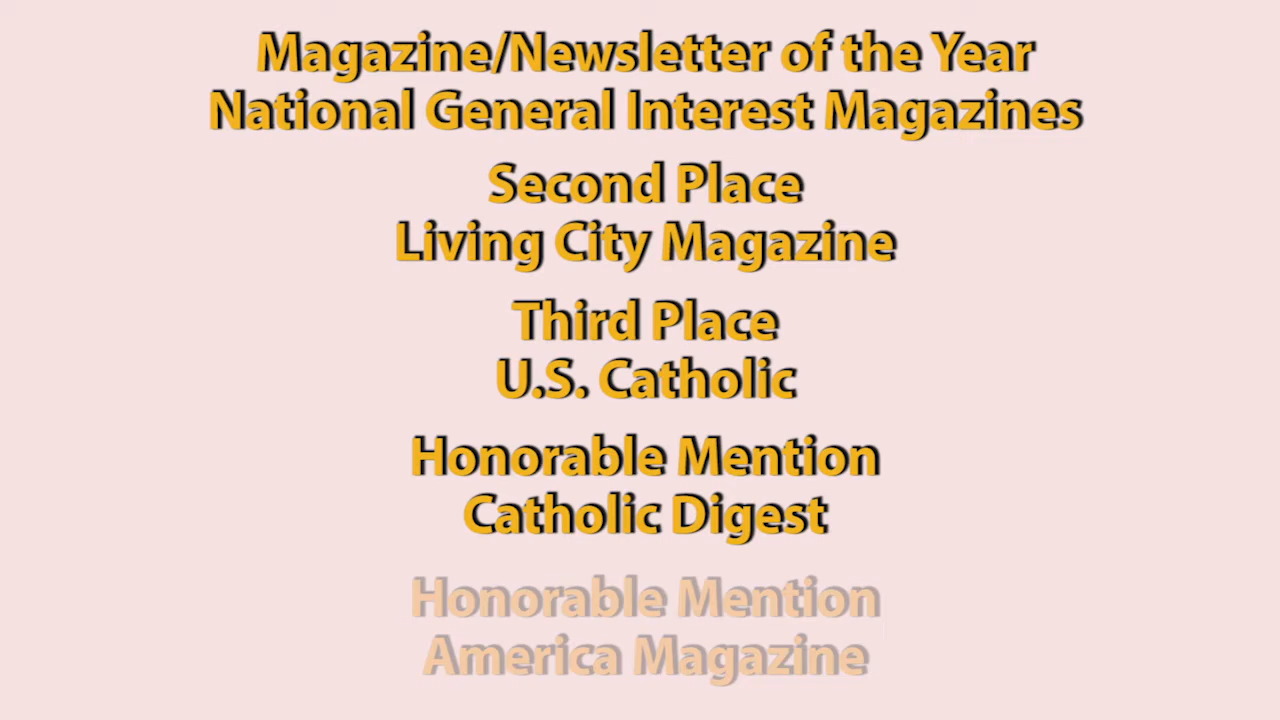 Magazine/Newsletter of the Year
National General Interest Magazines
Second Place
Living City Magazine
Third Place
U.S. Catholic
Honorable Mention
Catholic Digest
Honorable Mention
America Magazine